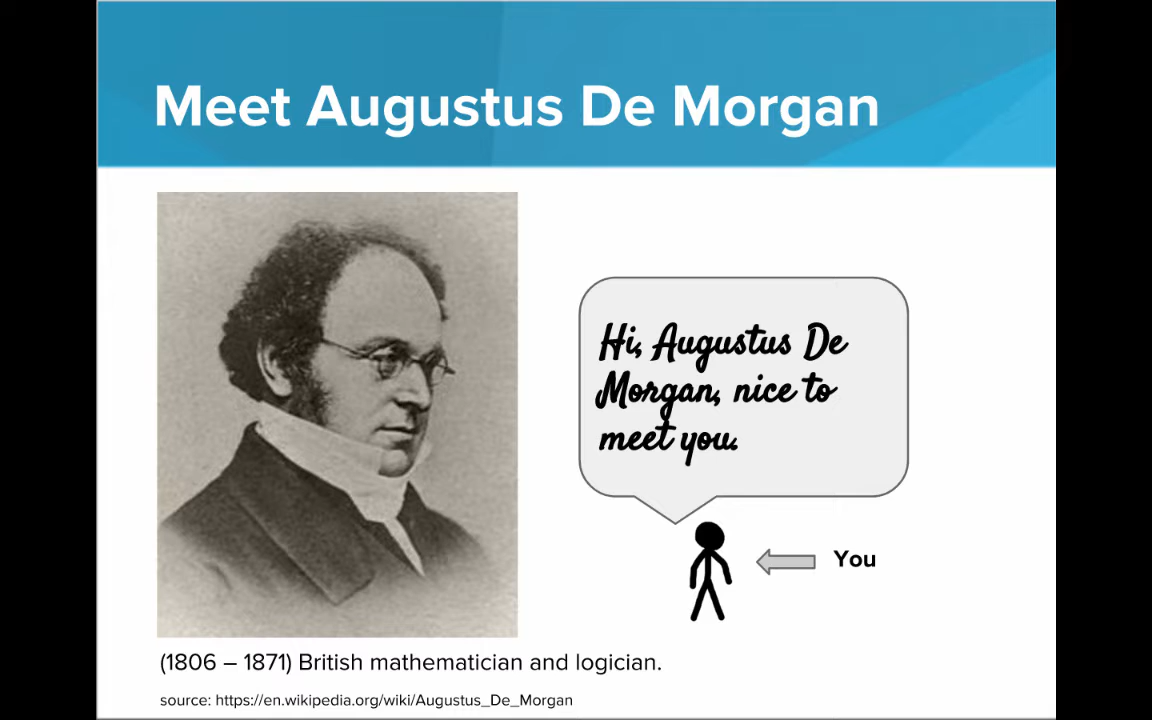 Meet Augustus De Morgan
Hi, Augustus De
Morgan, nice to
meet you.
You
(1806 – 1871) British mathematician and logician.
source: https://en.wikipedia.org/wiki/Augustus_De_Morgan